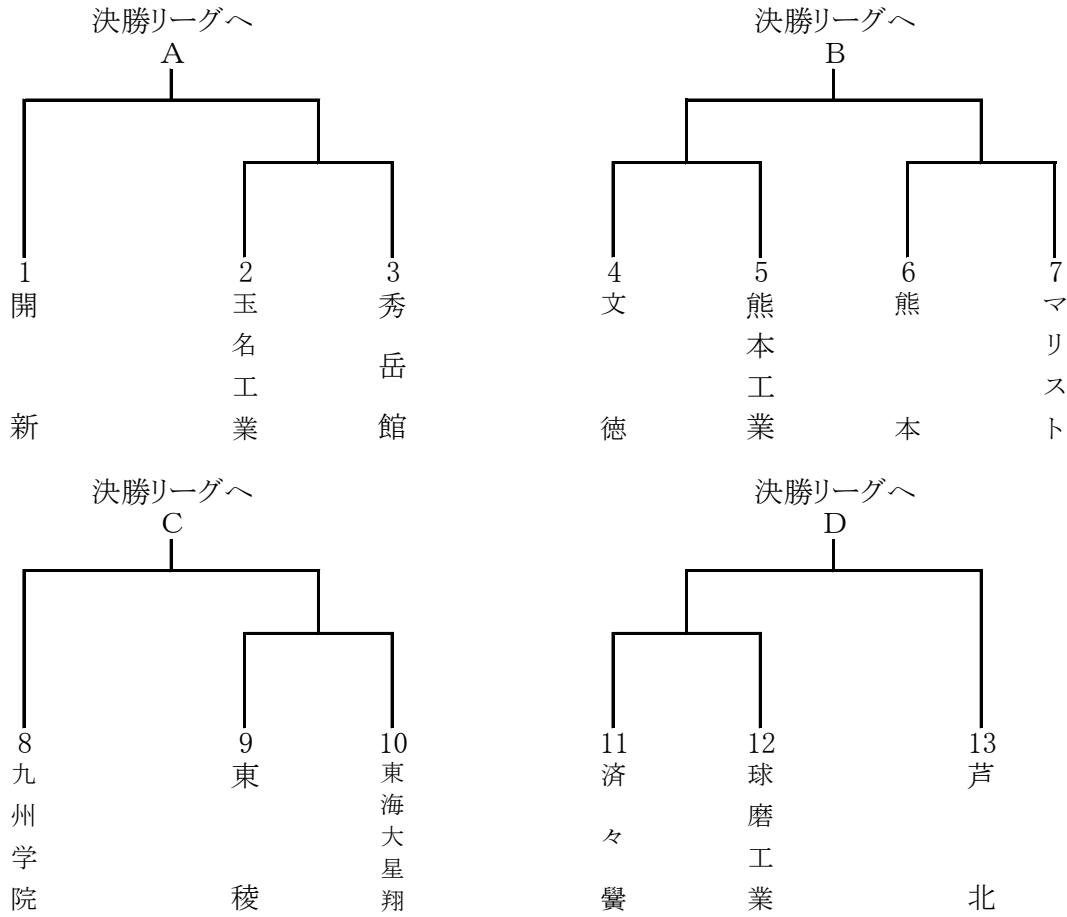 決勝リーグへ
A
決勝リーグへ
B
1
開新
2
玉名工業
3
秀岳館
4
文徳
5
熊本工業
6
熊本
7
マリスト
決勝リーグへ
C
決勝リーグへ
D
8
九州学院
9
東稜
10
東海大星翔
11
済々黌
12
球磨工業
13
芦北